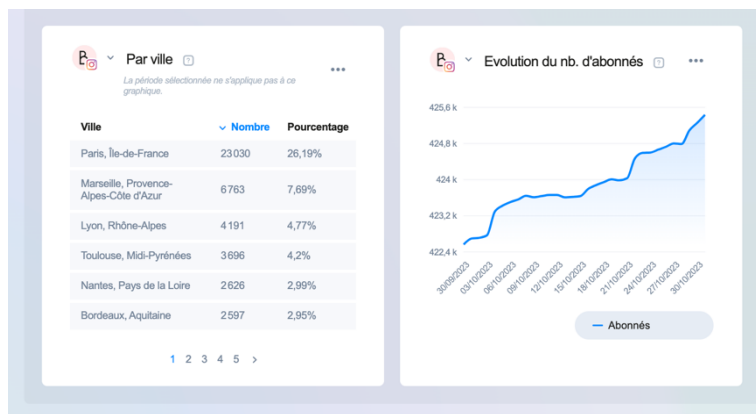 B
Par ville ?
La période sélectionnée ne s'applique pas à ce
graphique.
Ville Nombre Pourcentage
Paris, Île-de-France 23 030 26,19%
Marseille, Provence-
Alpes-Côte d'Azur 6 763 7,69%
Lyon, Rhône-Alpes 4 191 4,77%
Toulouse, Midi-Pyrénées 3 696 4,2%
Nantes, Pays de la Loire 2 626 2,99%
Bordeaux, Aquitaine 2 597 2,95%
1 2 3 4 5 >
B
Evolution du nb. d'abonnés ?
425,6 k
424,8 k
424 k
423,2 k
422,4 k
30/09/2023 03/10/2023 06/10/2023 09/10/2023 12/10/2023 15/10/2023 18/10/2023 21/10/2023 24/10/2023 27/10/2023 30/10/2023
Abonnés